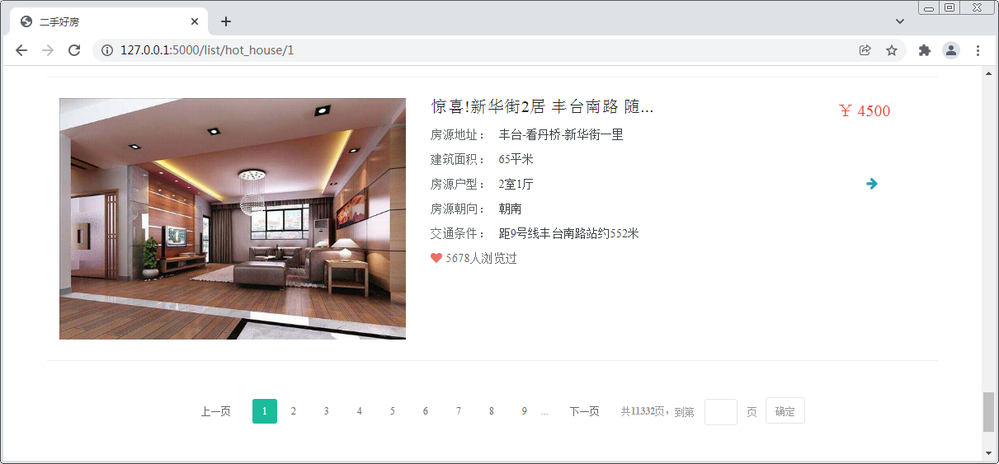 二手好房
127.0.0.1:5000/list/hot_house/1
惊喜!新华街2居 丰台南路 随...
￥ 4500
房源地址： 丰台-看丹桥-新华街一里
建筑面积： 65平米
房源户型： 2室1厅
房源朝向： 朝南
交通条件： 距9号线丰台南路站约552米
5678人浏览过
上一页 1 2 3 4 5 6 7 8 9 ... 下一页 共11332页，到第 页 确定